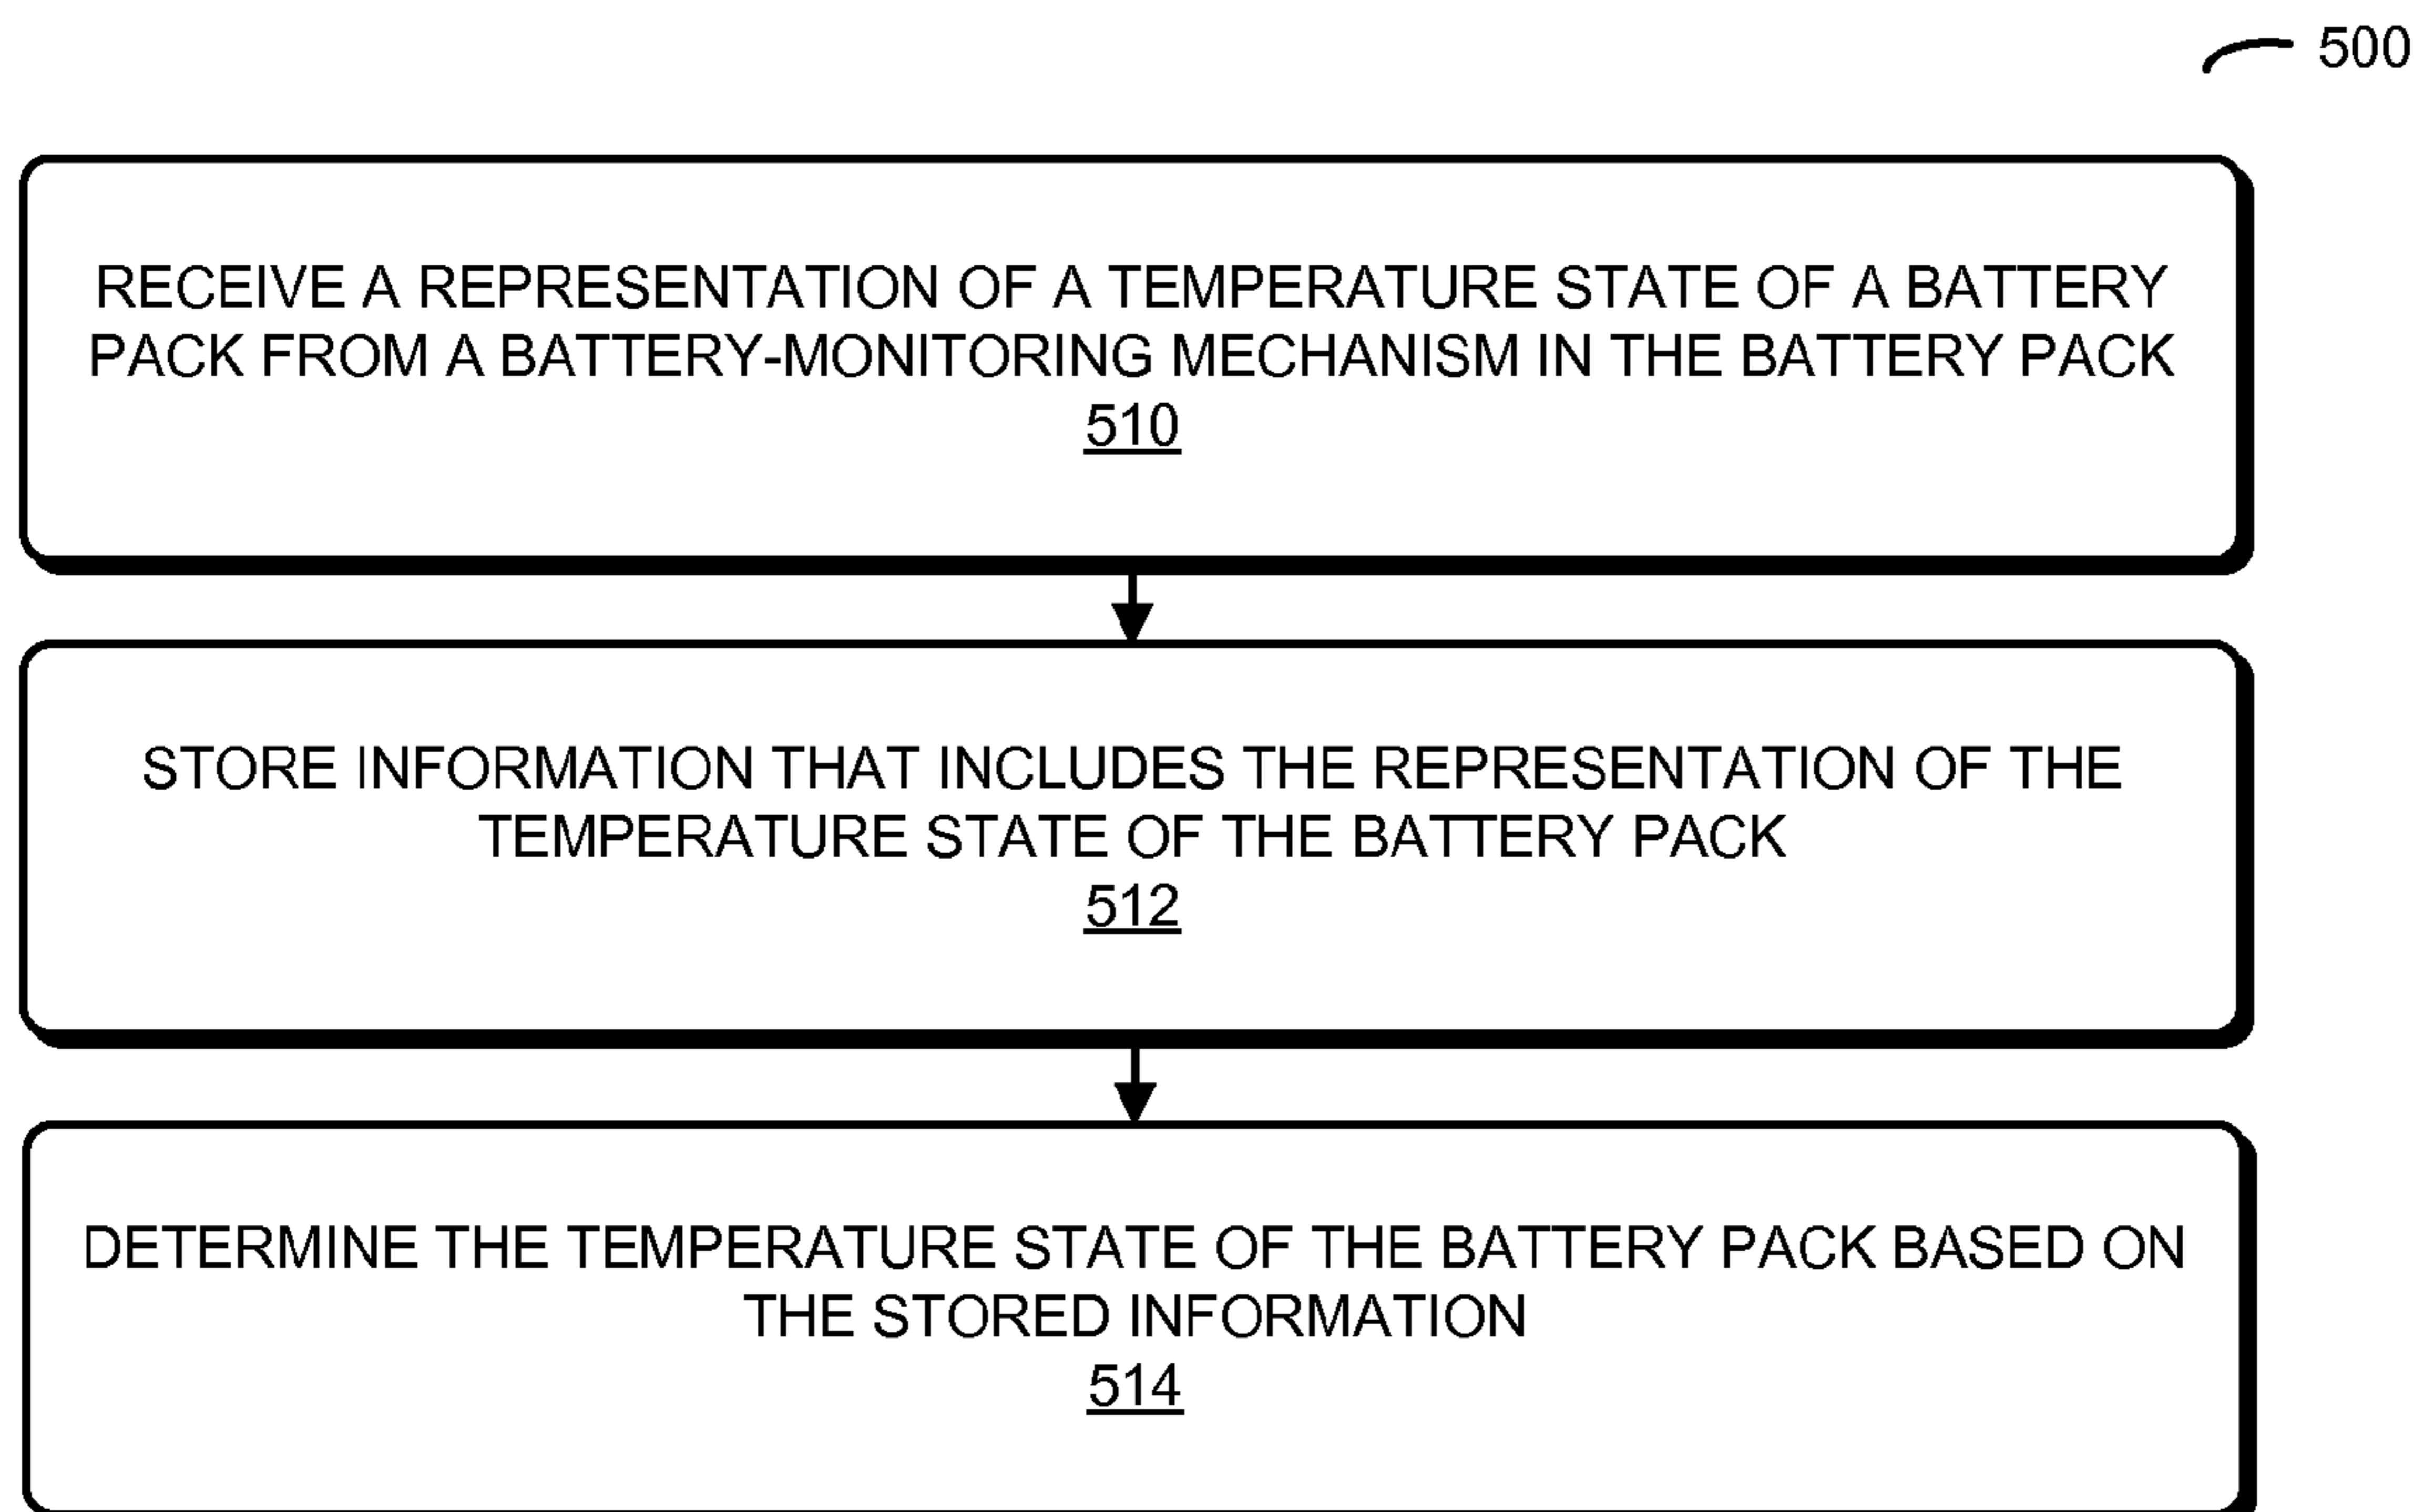 500
RECEIVE A REPRESENTATION OF A TEMPERATURE STATE OF A BATTERY
PACK FROM A BATTERY-MONITORING MECHANISM IN THE BATTERY PACK
510
STORE INFORMATION THAT INCLUDES THE REPRESENTATION OF THE
TEMPERATURE STATE OF THE BATTERY PACK
512
DETERMINE THE TEMPERATURE STATE OF THE BATTERY PACK BASED ON
THE STORED INFORMATION
514